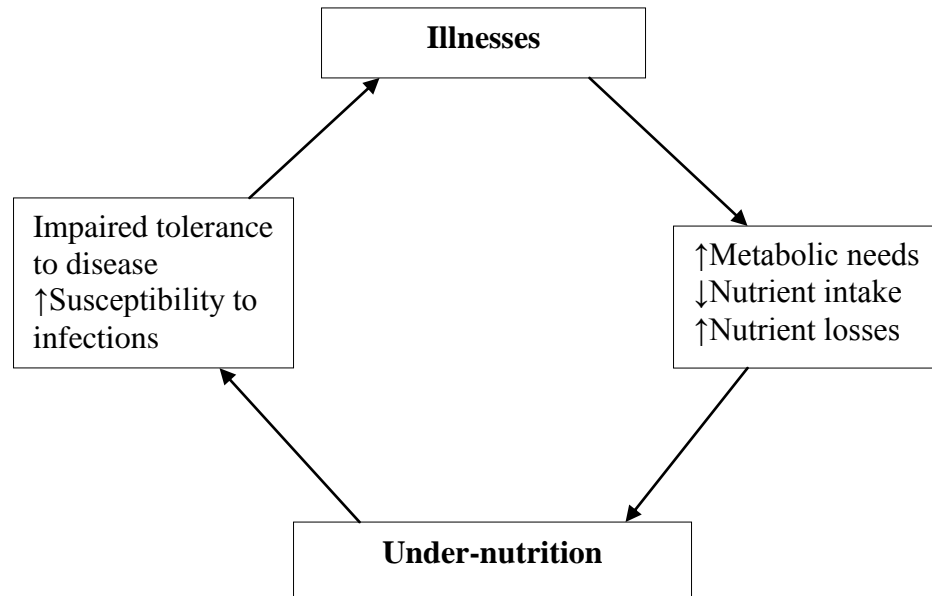 Illnesses
Impaired tolerance
to disease
↑Susceptibility to
infections
↑Metabolic needs
↓Nutrient intake
↑Nutrient losses
Under-nutrition